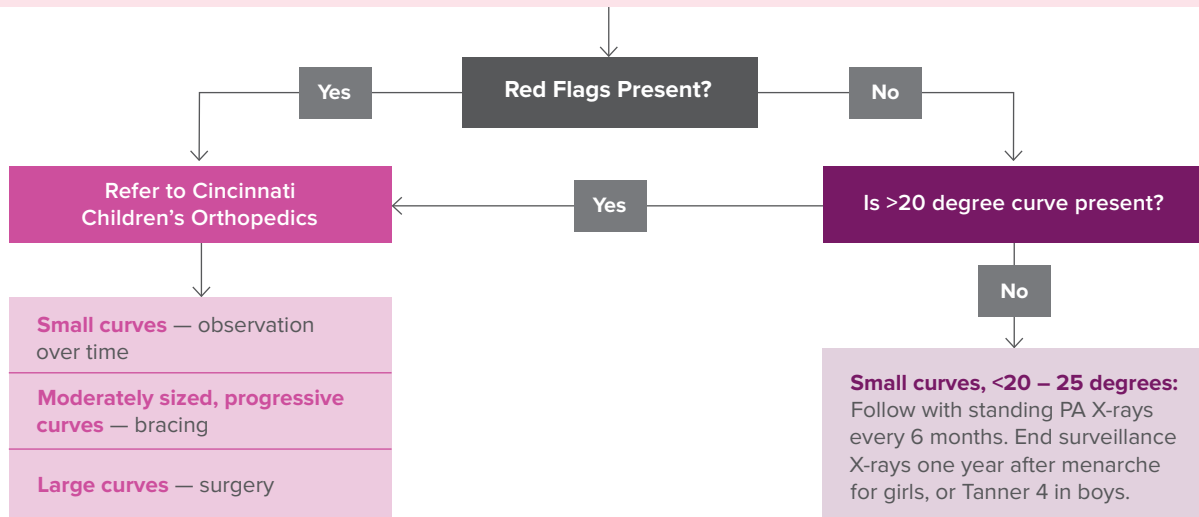 Red Flags Present?
Yes
No
Refer to Cincinnati
Children's Orthopedics
Yes
Is >20 degree curve present?
No
Small curves — observation
over time
Moderately sized, progressive
curves — bracing
Large curves — surgery
Small curves, <20 – 25 degrees:
Follow with standing PA X-rays
every 6 months. End surveillance
X-rays one year after menarche
for girls, or Tanner 4 in boys.